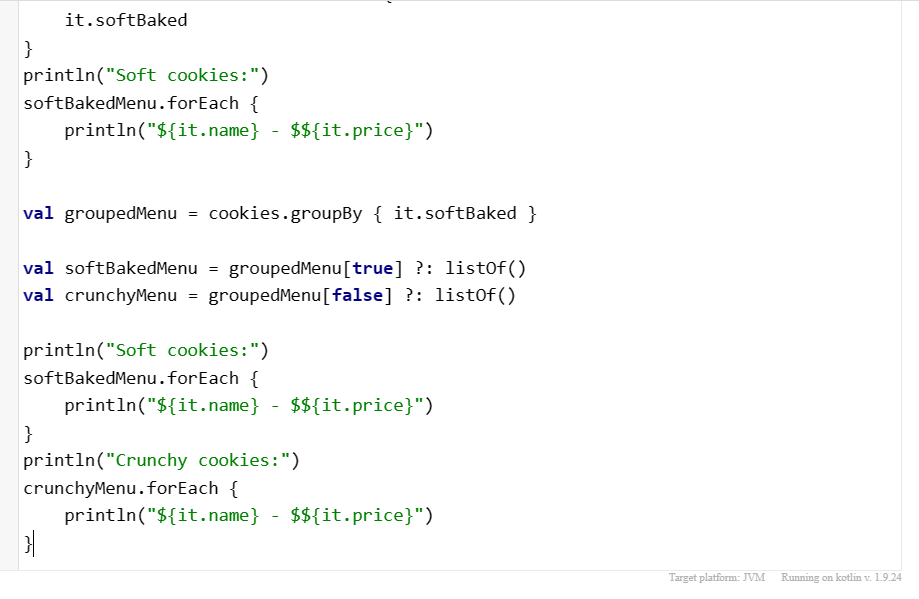 it.softBaked
}
println("Soft cookies:")
softBakedMenu.forEach {
    println("${it.name} - $${it.price}")
}

val groupedMenu = cookies.groupBy { it.softBaked }

val softBakedMenu = groupedMenu[true] ?: listOf()
val crunchyMenu = groupedMenu[false] ?: listOf()

println("Soft cookies:")
softBakedMenu.forEach {
    println("${it.name} - $${it.price}")
}
println("Crunchy cookies:")
crunchyMenu.forEach {
    println("${it.name} - $${it.price}")
}
Target platform: JVM Running on kotlin v. 1.9.24